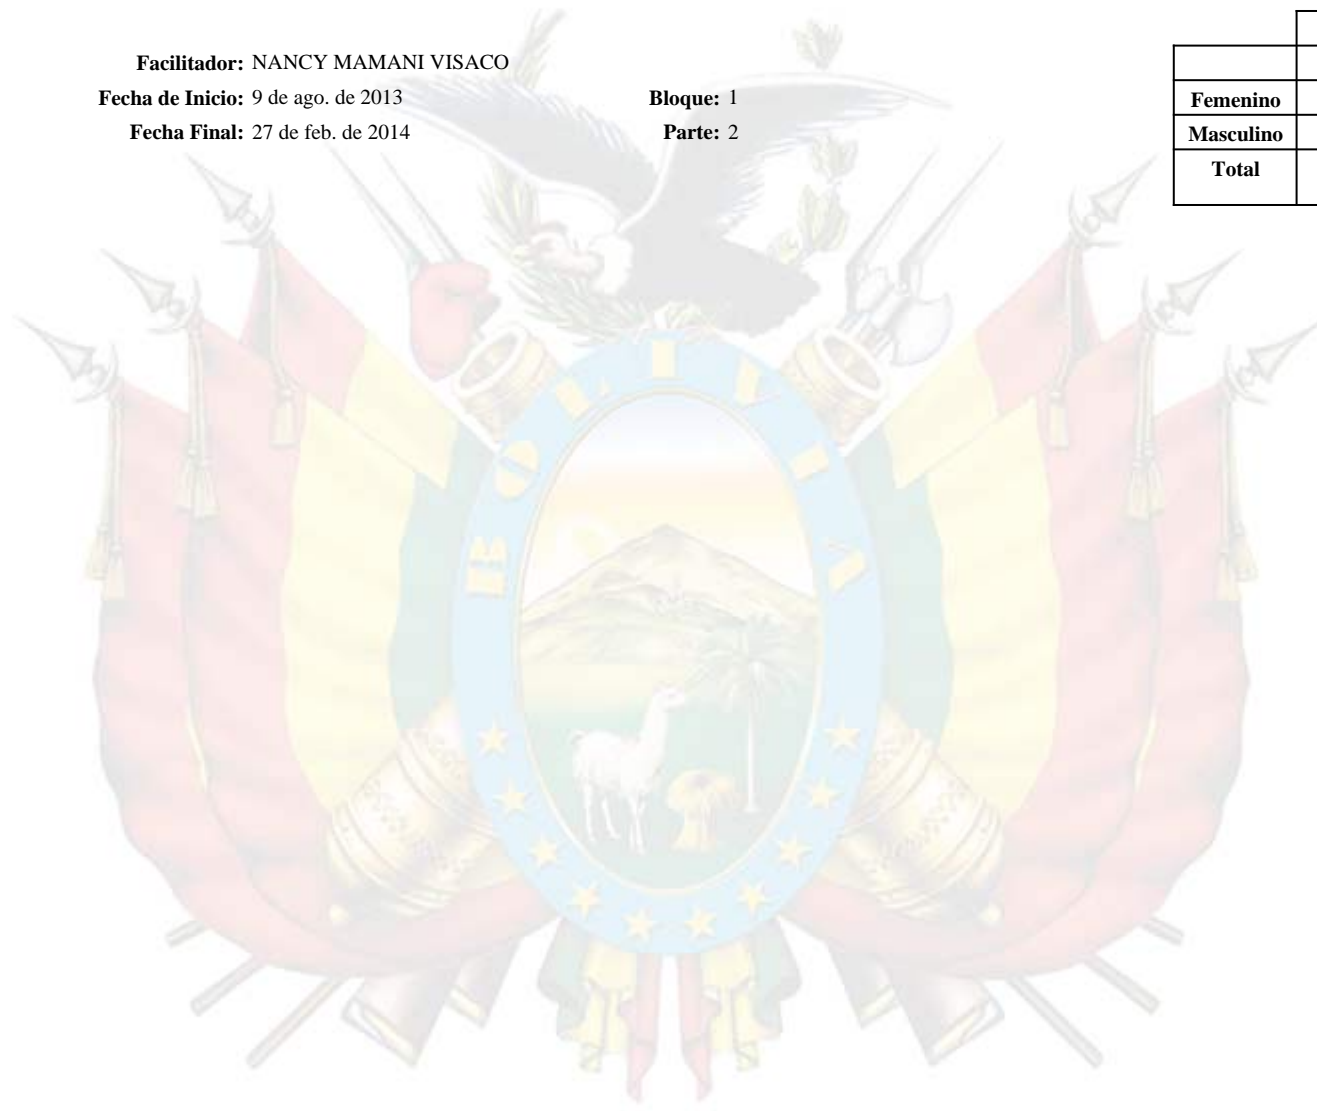 Facilitador: NANCY MAMANI VISACO
Fecha de Inicio: 9 de ago. de 2013 Bloque: 1
Fecha Final: 27 de feb. de 2014 Parte: 2
Femenino
Masculino
Total
BOLIVIA